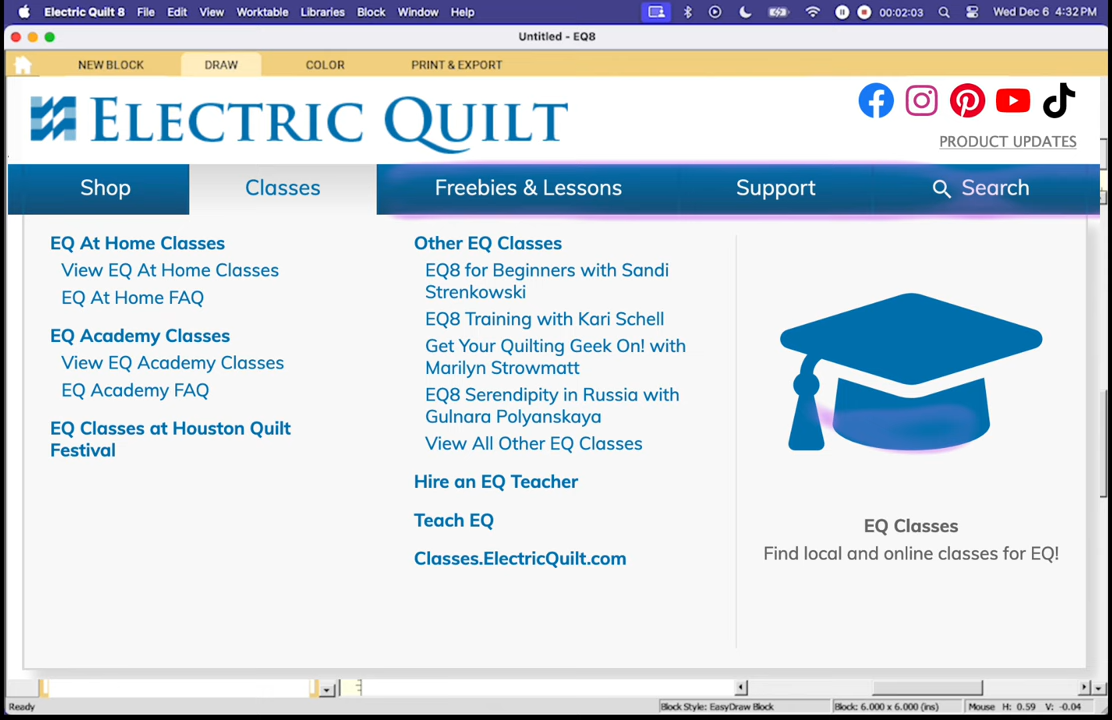 Electric Quilt 8 File Edit View Worktable Libraries Block Window Help 00:02:03 Wed Dec 6 4:32 PM
Untitled - EQ8
NEW BLOCK DRAW COLOR PRINT & EXPORT
ELECTRIC QUILT
PRODUCT UPDATES
Shop Classes Freebies & Lessons Support Search
EQ At Home Classes
View EQ At Home Classes
EQ At Home FAQ
EQ Academy Classes
View EQ Academy Classes
EQ Academy FAQ
EQ Classes at Houston Quilt
Festival
Other EQ Classes
EQ8 for Beginners with Sandi
Strenkowski
EQ8 Training with Kari Schell
Get Your Quilting Geek On! with
Marilyn Strowmatt
EQ8 Serendipity in Russia with
Gulnara Polyanskaya
View All Other EQ Classes
Hire an EQ Teacher
Teach EQ
Classes.ElectricQuilt.com
EQ Classes
Find local and online classes for EQ!
Ready Block Style: EasyDraw Block Block: 6.000 x 6.000 (ins) Mouse H: 0.59 V: -0.04